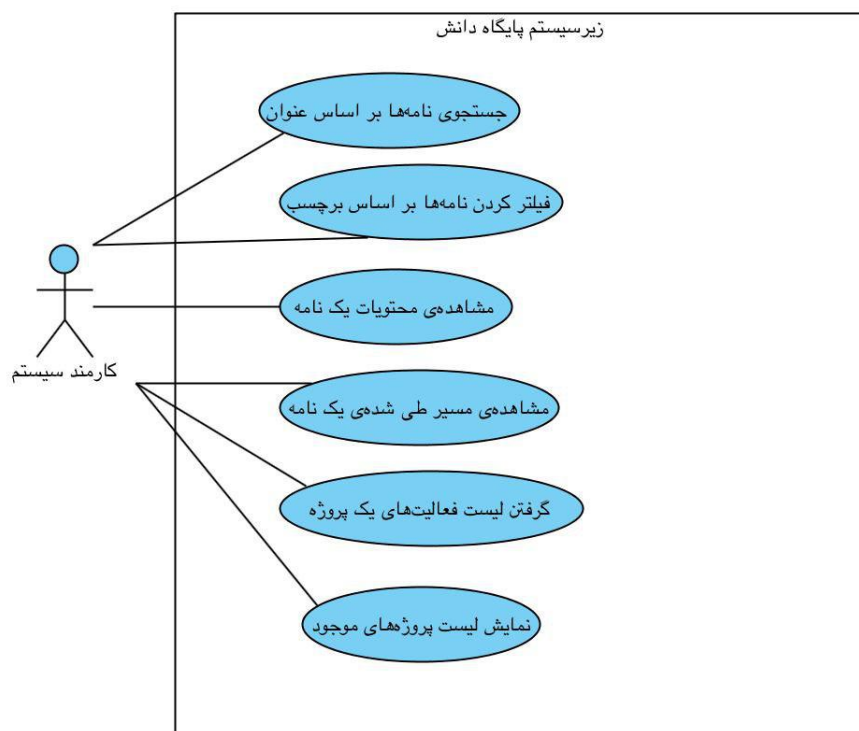 زیرسیستم پایگاه دانش
جستجوی نامه‌ها بر اساس عنوان
فیلتر کردن نامه‌ها بر اساس برچسب
مشاهده‌ی محتویات یک نامه
کارمند سیستم
مشاهده‌ی مسیر طی شده‌ی یک نامه
گرفتن لیست فعالیت‌های یک پروژه
نمایش لیست پروژه‌های موجود